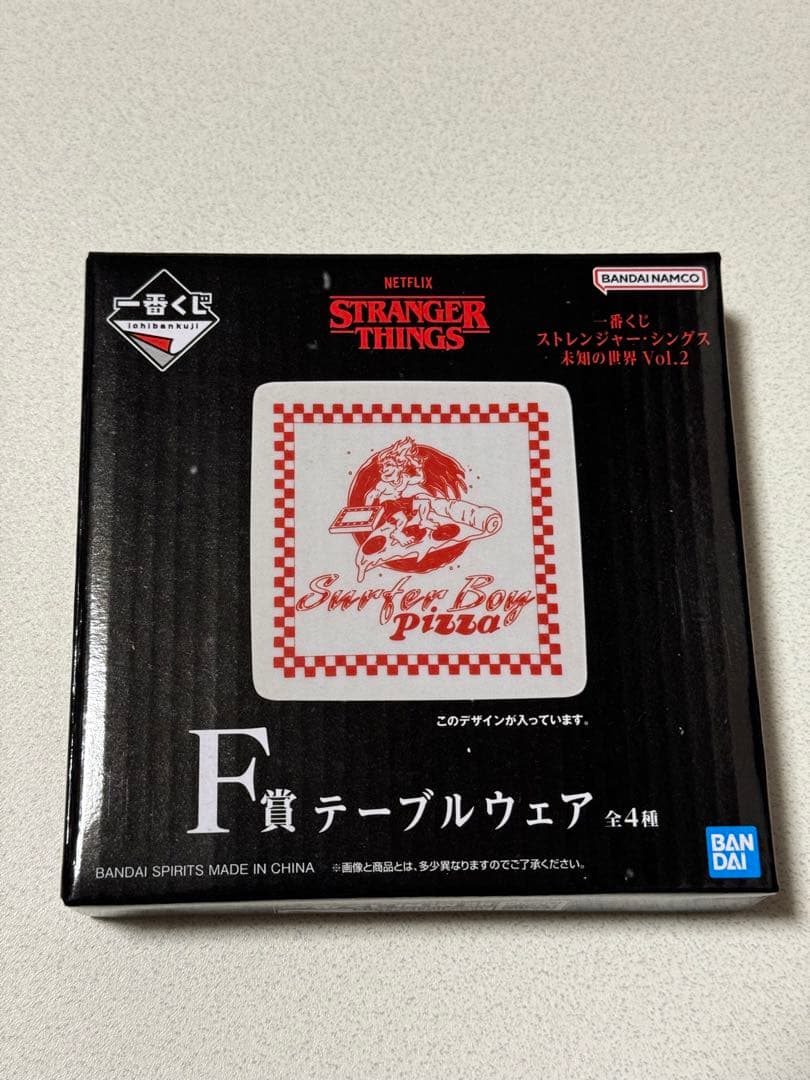 一番くじ
ichibankuji
NETFLIX
STRANGER
THINGS
BANDAI NAMCO
一番くじ
ストレンジャー・シングス
未知の世界 Vol.2
Surfer Boy
Pizza
このデザインが入っています。
F賞 テーブルウェア 全4種
BANDAI SPIRITS MADE IN CHINA ※画像と商品とは、多少異なりますのでご了承ください。
BAN
DAI